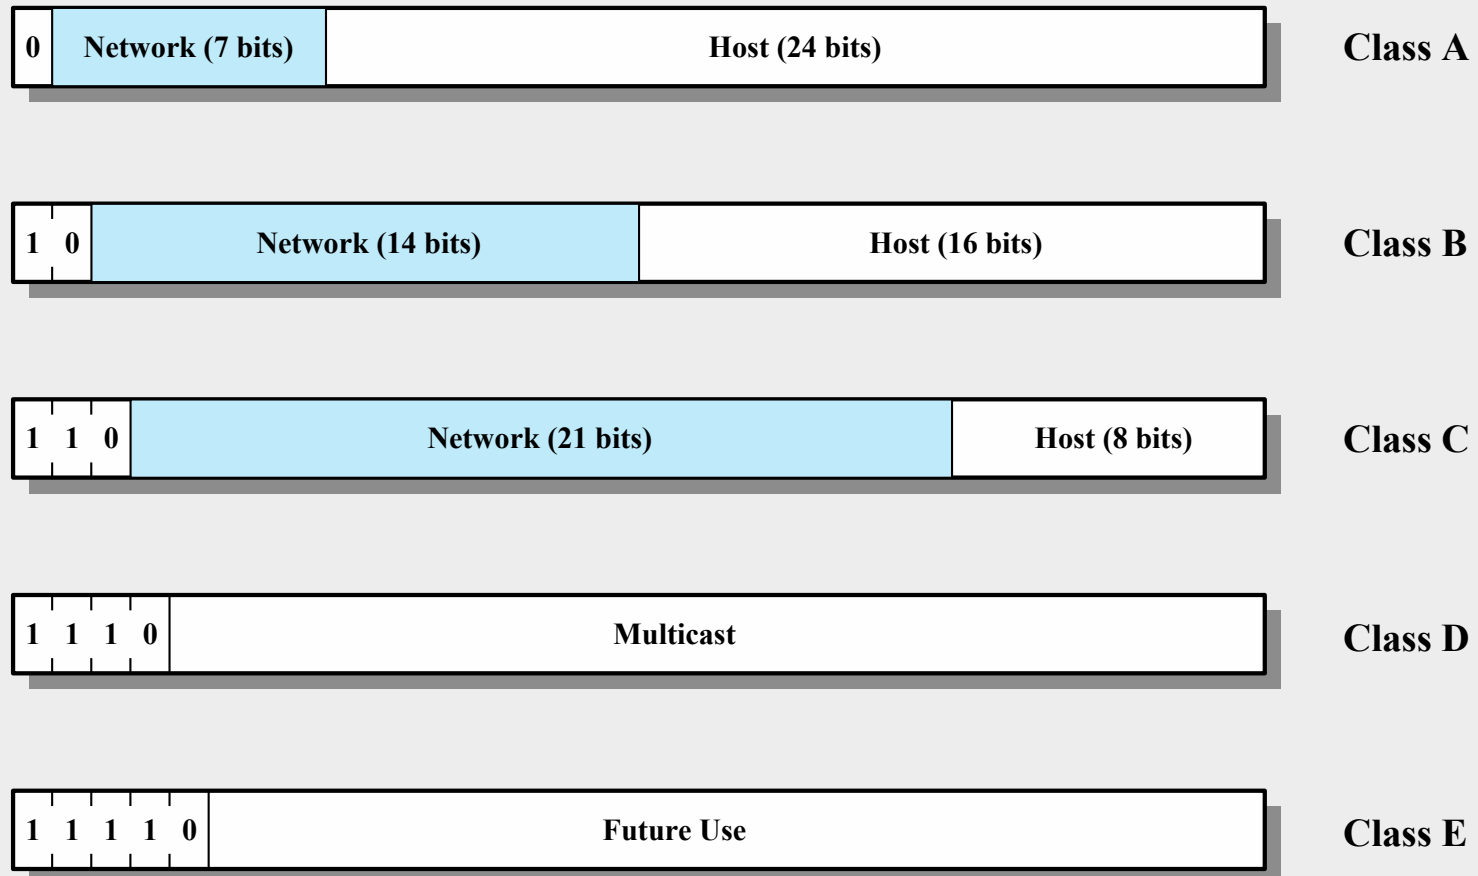 0 Network (7 bits) Host (24 bits) Class A
1 0 Network (14 bits) Host (16 bits) Class B
1 1 0 Network (21 bits) Host (8 bits) Class C
1 1 1 0 Multicast Class D
1 1 1 1 0 Future Use Class E